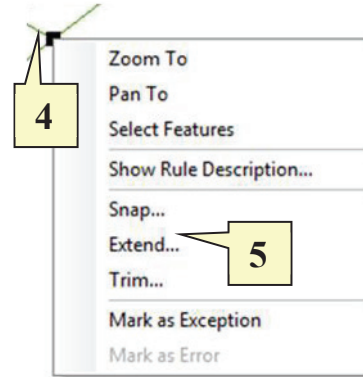 4
Zoom To
Pan To
Select Features
Show Rule Description...
Snap...
Extend...
5
Trim...
Mark as Exception
Mark as Error